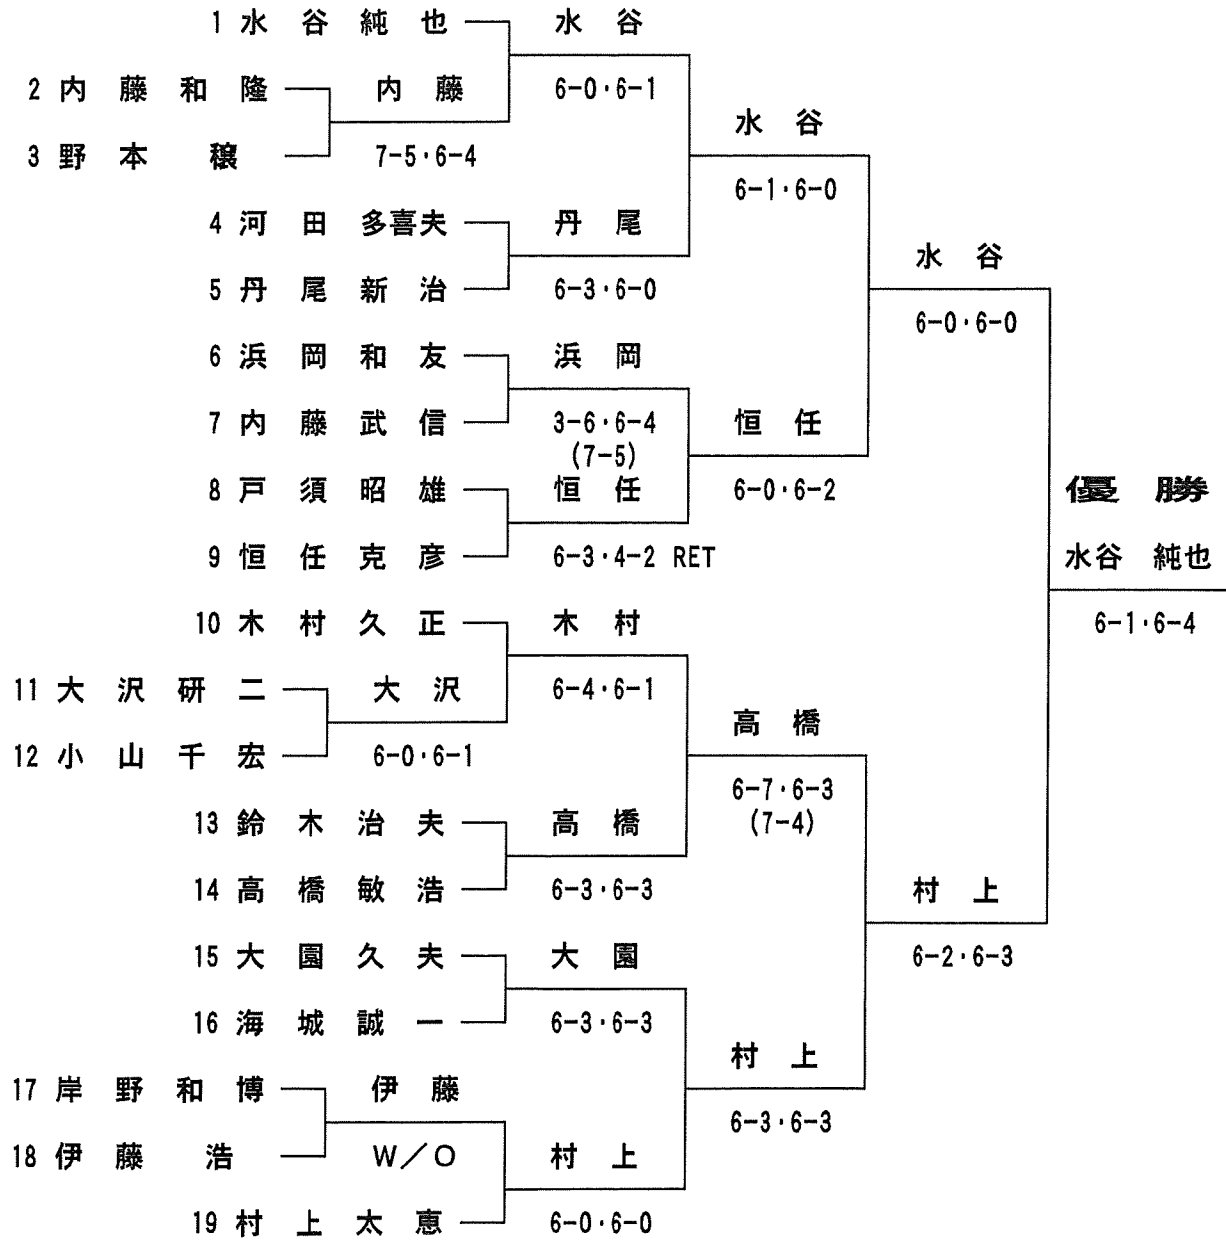 1 水谷純也 水谷
2 内藤和隆 内藤 6-0・6-1
水谷
3 野本穣 7-5・6-4
6-1・6-0
4 河田多喜夫 丹尾
水谷
5 丹尾新治 6-3・6-0
6-0・6-0
6 浜岡和友 浜岡
7 内藤武信 3-6・6-4 恒任
(7-5)
8 戸須昭雄 恒任 6-0・6-2 優勝
9 恒任克彦 6-3・4-2 RET 水谷 純也
10 木村久正 木村 6-1・6-4
11 大沢研二 大沢 6-4・6-1
高橋
12 小山千宏 6-0・6-1
6-7・6-3
13 鈴木治夫 高橋 (7-4)
14 高橋敏浩 6-3・6-3 村上
15 大園久夫 大園 6-2・6-3
16 海城誠一 6-3・6-3
村上
17 岸野和博 伊藤
6-3・6-3
18 伊藤浩 W/O 村上
19 村上太恵 6-0・6-0